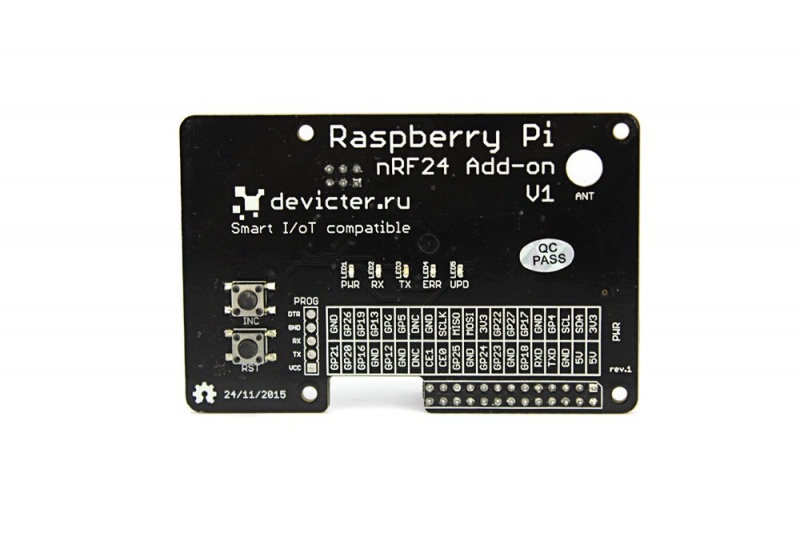 Raspberry Pi
nRF24 Add-on
V1
ANT
devicter.ru
Smart I/oT compatible
QC
PASS
LED1 LED2 LED3 LED4 LED5
PWR RX TX ERR UPD
INC
RST
PROG
DTR
GND
RX
TX
VCC
GND GP26 GP19 GP13 GP6 GP5 DNC GND SCLK MISO MOSI 3V3 GP22 GP27 GP17 GND GP4 SCL SDA 3V3
GP21 GP20 GP16 GND GP12 GND DNC CE1 CE0 GP25 GND GP24 GP23 GND GP18 RXD TXD GND 5V 5V
PWR
rev.1
24/11/2015